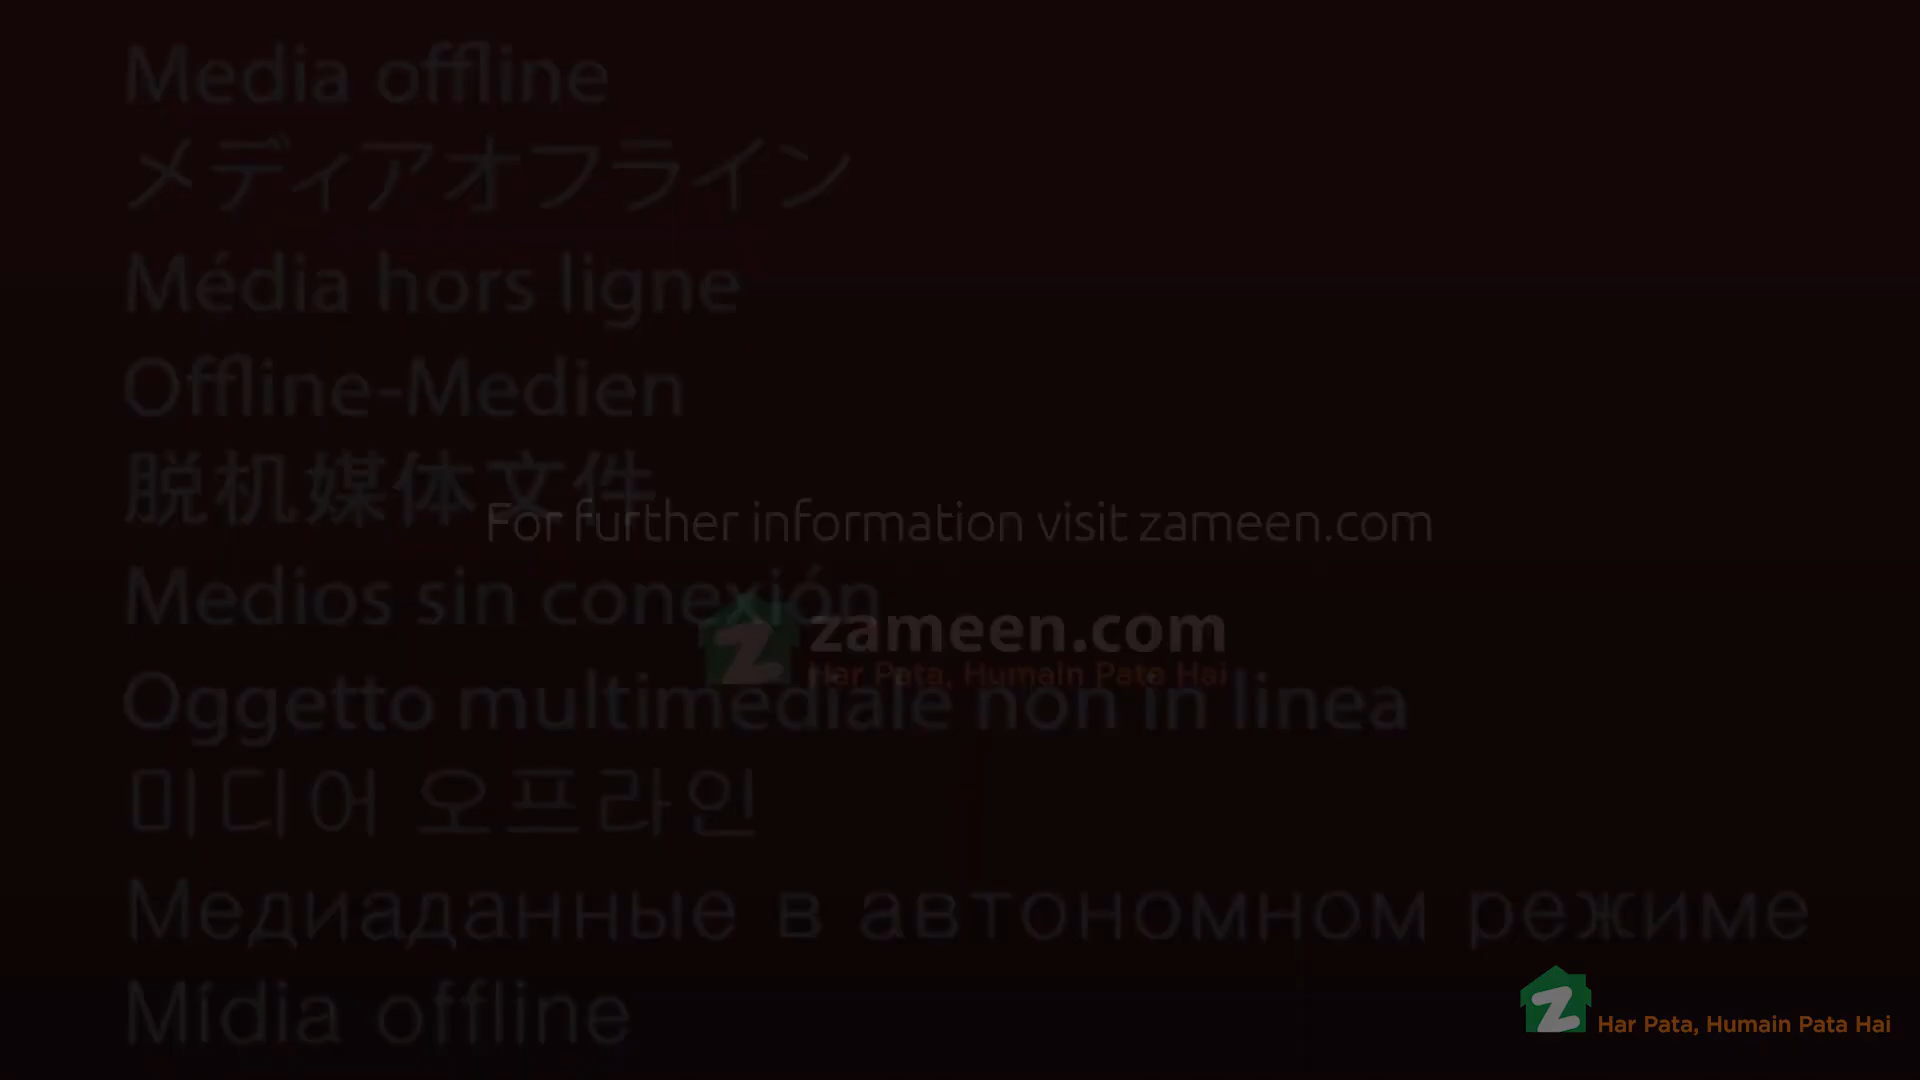 Media offline
メディアオフライン
Média hors ligne
Offline-Medien
脱机媒体文件
For further information visit zameen.com
Medios sin conexión
zameen.com
Har Pata, Humain Pata Hai
Oggetto multimediale non in linea
미디어 오프라인
Медиаданные в автономном режиме
Mídia offline
Har Pata, Humain Pata Hai